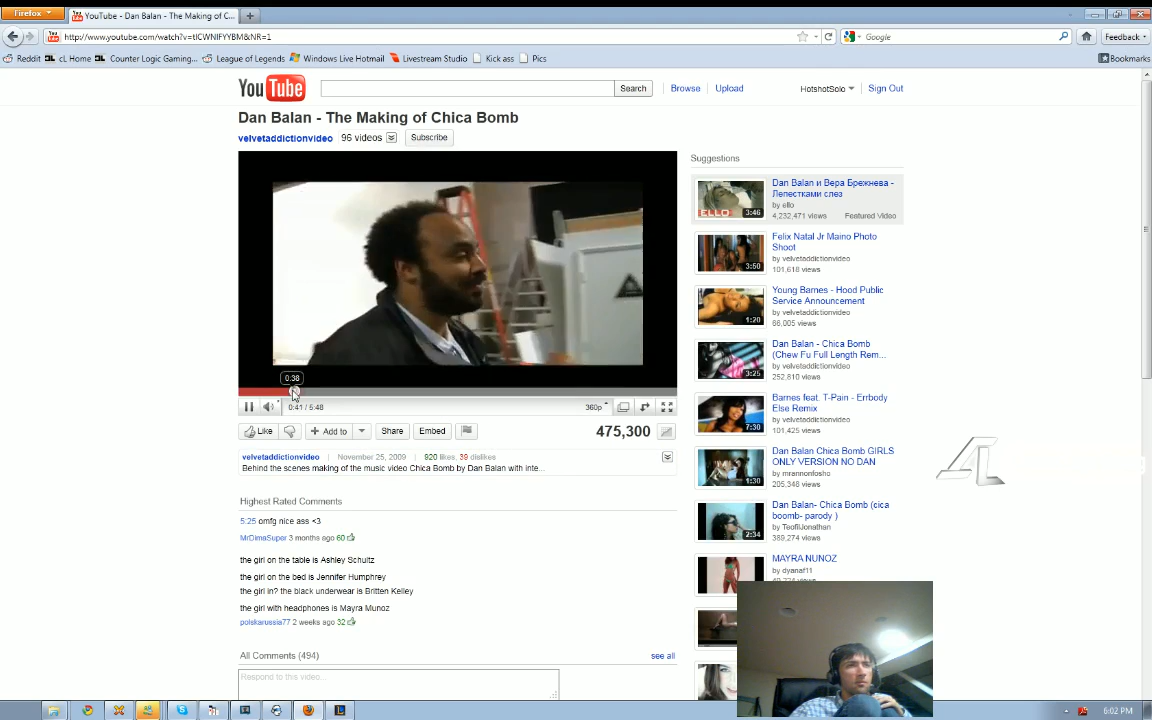 Firefox
YouTube - Dan Balan - The Making of C...
http://www.youtube.com/watch?v=tlCWNIFYYBM&NR=1
Google
Feedback
Reddit
cL Home
Counter Logic Gaming...
League of Legends
Windows Live Hotmail
Livestream Studio
Kick ass
Pics
Bookmarks
YouTube
Search
Browse
Upload
HotshotSolo
Sign Out
Dan Balan - The Making of Chica Bomb
velvetaddictionvideo 96 videos
Subscribe
0:38
0:41 / 5:48
360p
Like
Add to
Share
Embed
475,300
velvetaddictionvideo November 25, 2009 920 likes, 39 dislikes
Behind the scenes making of the music video Chica Bomb by Dan Balan with inte...
Highest Rated Comments
5:25 omfg nice ass <3
MrDimaSuper 3 months ago 60
the girl on the table is Ashley Schultz
the girl on the bed is Jennifer Humphrey
the girl in? the black underwear is Britten Kelley
the girl with headphones is Mayra Munoz
polskarussia77 2 weeks ago 32
All Comments (494)
see all
Respond to this video...
Suggestions
ELLO
3:46
Dan Balan и Вера Брежнева -
Лепестками слез
by ello
4,232,471 views Featured Video
3:50
Felix Natal Jr Maino Photo
Shoot
by velvetaddictionvideo
101,618 views
1:20
Young Barnes - Hood Public
Service Announcement
by velvetaddictionvideo
66,005 views
3:25
Dan Balan - Chica Bomb
(Chew Fu Full Length Rem...
by velvetaddictionvideo
252,810 views
7:30
Barnes feat. T-Pain - Errbody
Else Remix
by velvetaddictionvideo
101,425 views
1:30
Dan Balan Chica Bomb GIRLS
ONLY VERSION NO DAN
by mrannonfosho
205,348 views
2:34
Dan Balan- Chica Bomb (cica
boomb- parody )
by TeofilJonathan
389,274 views
MAYRA NUNOZ
by dyanaf11
6:02 PM